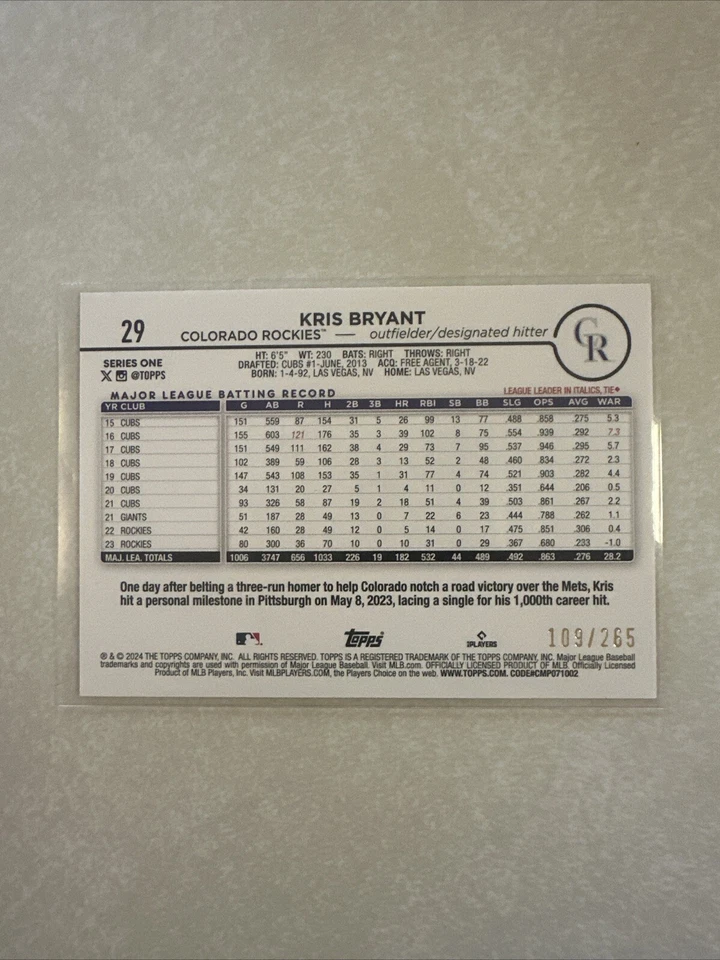 29
KRIS BRYANT
COLORADO ROCKIES™ — outfielder/designated hitter
CR
SERIES ONE
X @TOPPS
HT: 6'5" WT: 230 BATS: RIGHT THROWS: RIGHT
DRAFTED: CUBS #1-JUNE, 2013 ACQ: FREE AGENT, 3-18-22
BORN: 1-4-92, LAS VEGAS, NV HOME: LAS VEGAS, NV
MAJOR LEAGUE BATTING RECORD LEAGUE LEADER IN ITALICS, TIE♦
YR CLUB G AB R H 2B 3B HR RBI SB BB SLG OPS AVG WAR
15 CUBS 151 559 87 154 31 5 26 99 13 77 .488 .858 .275 5.3
16 CUBS 155 603 121 176 35 3 39 102 8 75 .554 .939 .292 7.3
17 CUBS 151 549 111 162 38 4 29 73 7 95 .537 .946 .295 5.7
18 CUBS 102 389 59 106 28 3 13 52 2 48 .460 .834 .272 2.3
19 CUBS 147 543 108 153 35 1 31 77 4 74 .521 .903 .282 4.4
20 CUBS 34 131 20 27 5 1 4 11 0 12 .351 .644 .206 0.5
21 CUBS 93 326 58 87 19 2 18 51 4 39 .503 .861 .267 2.2
21 GIANTS 51 187 28 49 13 0 7 22 6 23 .444 .788 .262 1.1
22 ROCKIES 42 160 28 49 12 0 5 14 0 17 .475 .851 .306 0.4
23 ROCKIES 80 300 36 70 10 0 10 31 0 29 .367 .680 .233 -1.0
MAJ. LEA. TOTALS 1006 3747 656 1033 226 19 182 532 44 489 .492 .863 .276 28.2
One day after belting a three-run homer to help Colorado notch a road victory over the Mets, Kris
hit a personal milestone in Pittsburgh on May 8, 2023, lacing a single for his 1,000th career hit.
Topps
PLAYERS
109/265
® & © 2024 THE TOPPS COMPANY, INC. ALL RIGHTS RESERVED. TOPPS IS A REGISTERED TRADEMARK OF THE TOPPS COMPANY, INC. Major League Baseball
trademarks and copyrights are used with permission of Major League Baseball. Visit MLB.com. OFFICIALLY LICENSED PRODUCT OF MLB. Officially Licensed
Product of MLB Players, Inc. Visit MLBPLAYERS.COM, the Players Choice on the web. WWW.TOPPS.COM. CODE#CMP071002